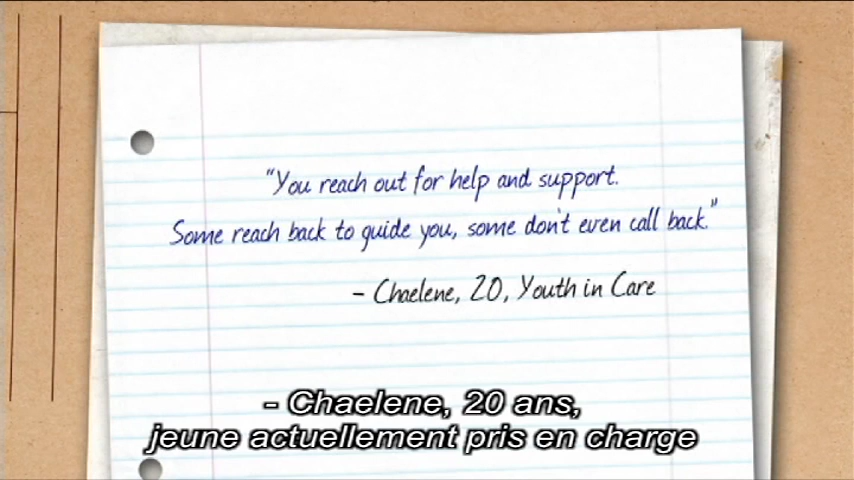 "You reach out for help and support.
Some reach back to guide you, some don't even call back."
- Chaelene, 20, Youth in Care
- Chaelene, 20 ans,
jeune actuellement pris en charge